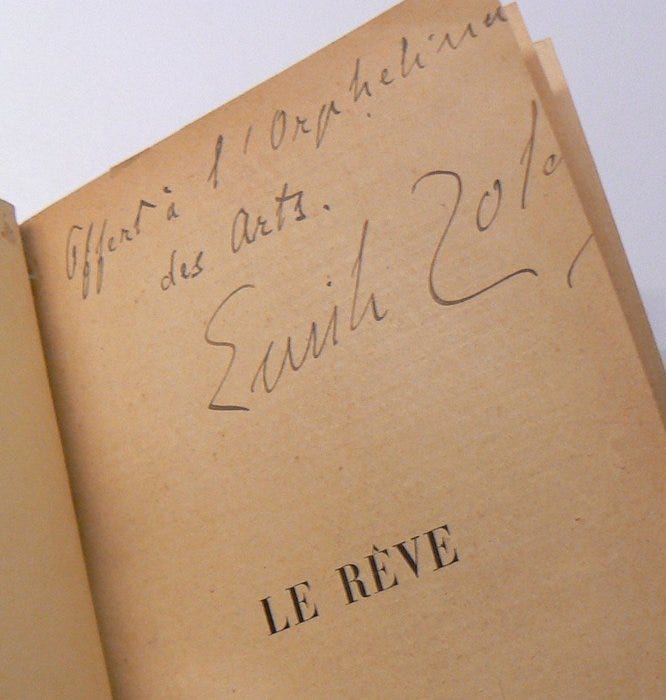 Offert à l'Orphelinat
des Arts.
Emile Zola
LE RÊVE